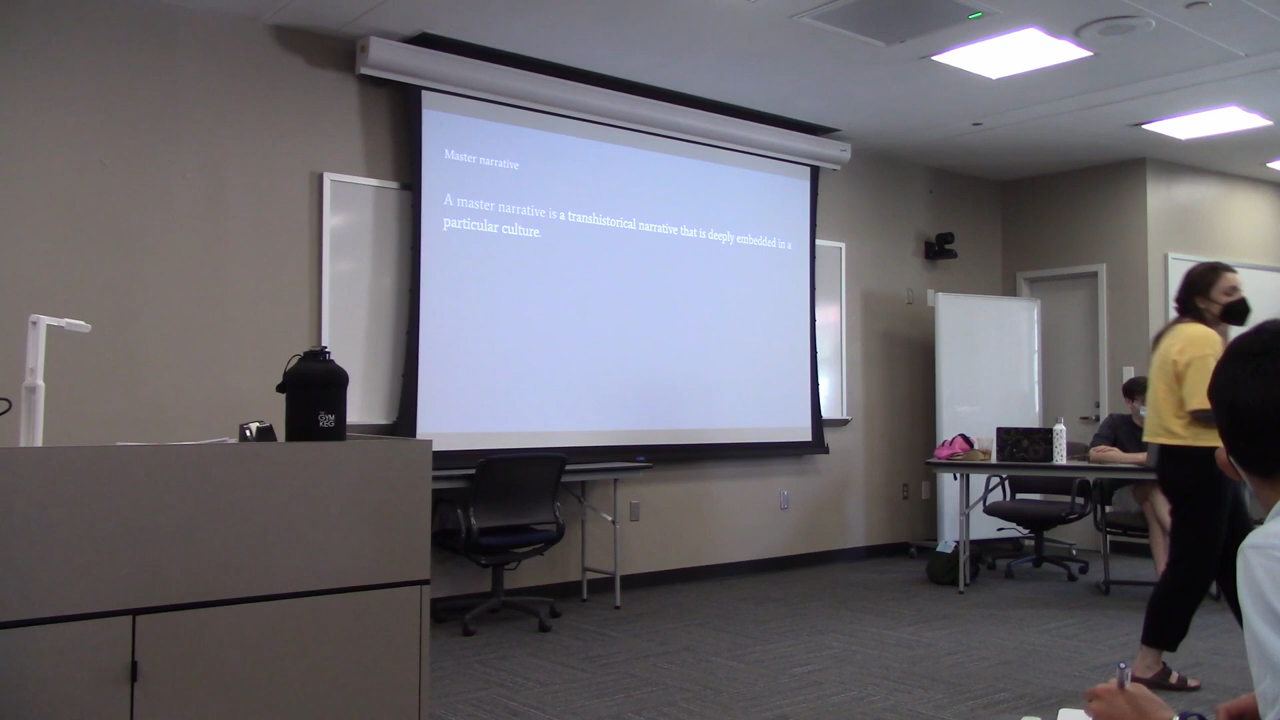 Master narrative
A master narrative is a transhistorical narrative that is deeply embedded in a
particular culture.
GYM
KEG